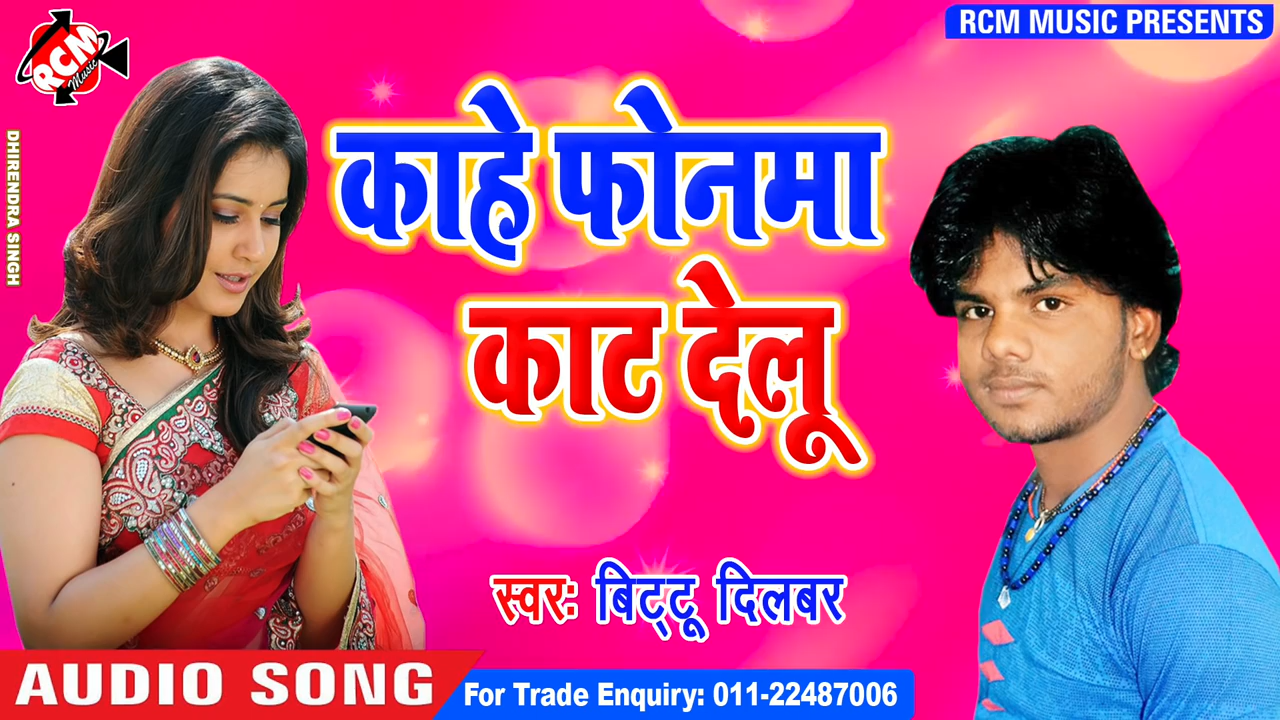 RCM
Music
RCM MUSIC PRESENTS
DHIRENDRA SINGH
काहे फोनमा
काट देलू
स्वरः बिट्टू दिलबर
AUDIO SONG
For Trade Enquiry: 011-22487006